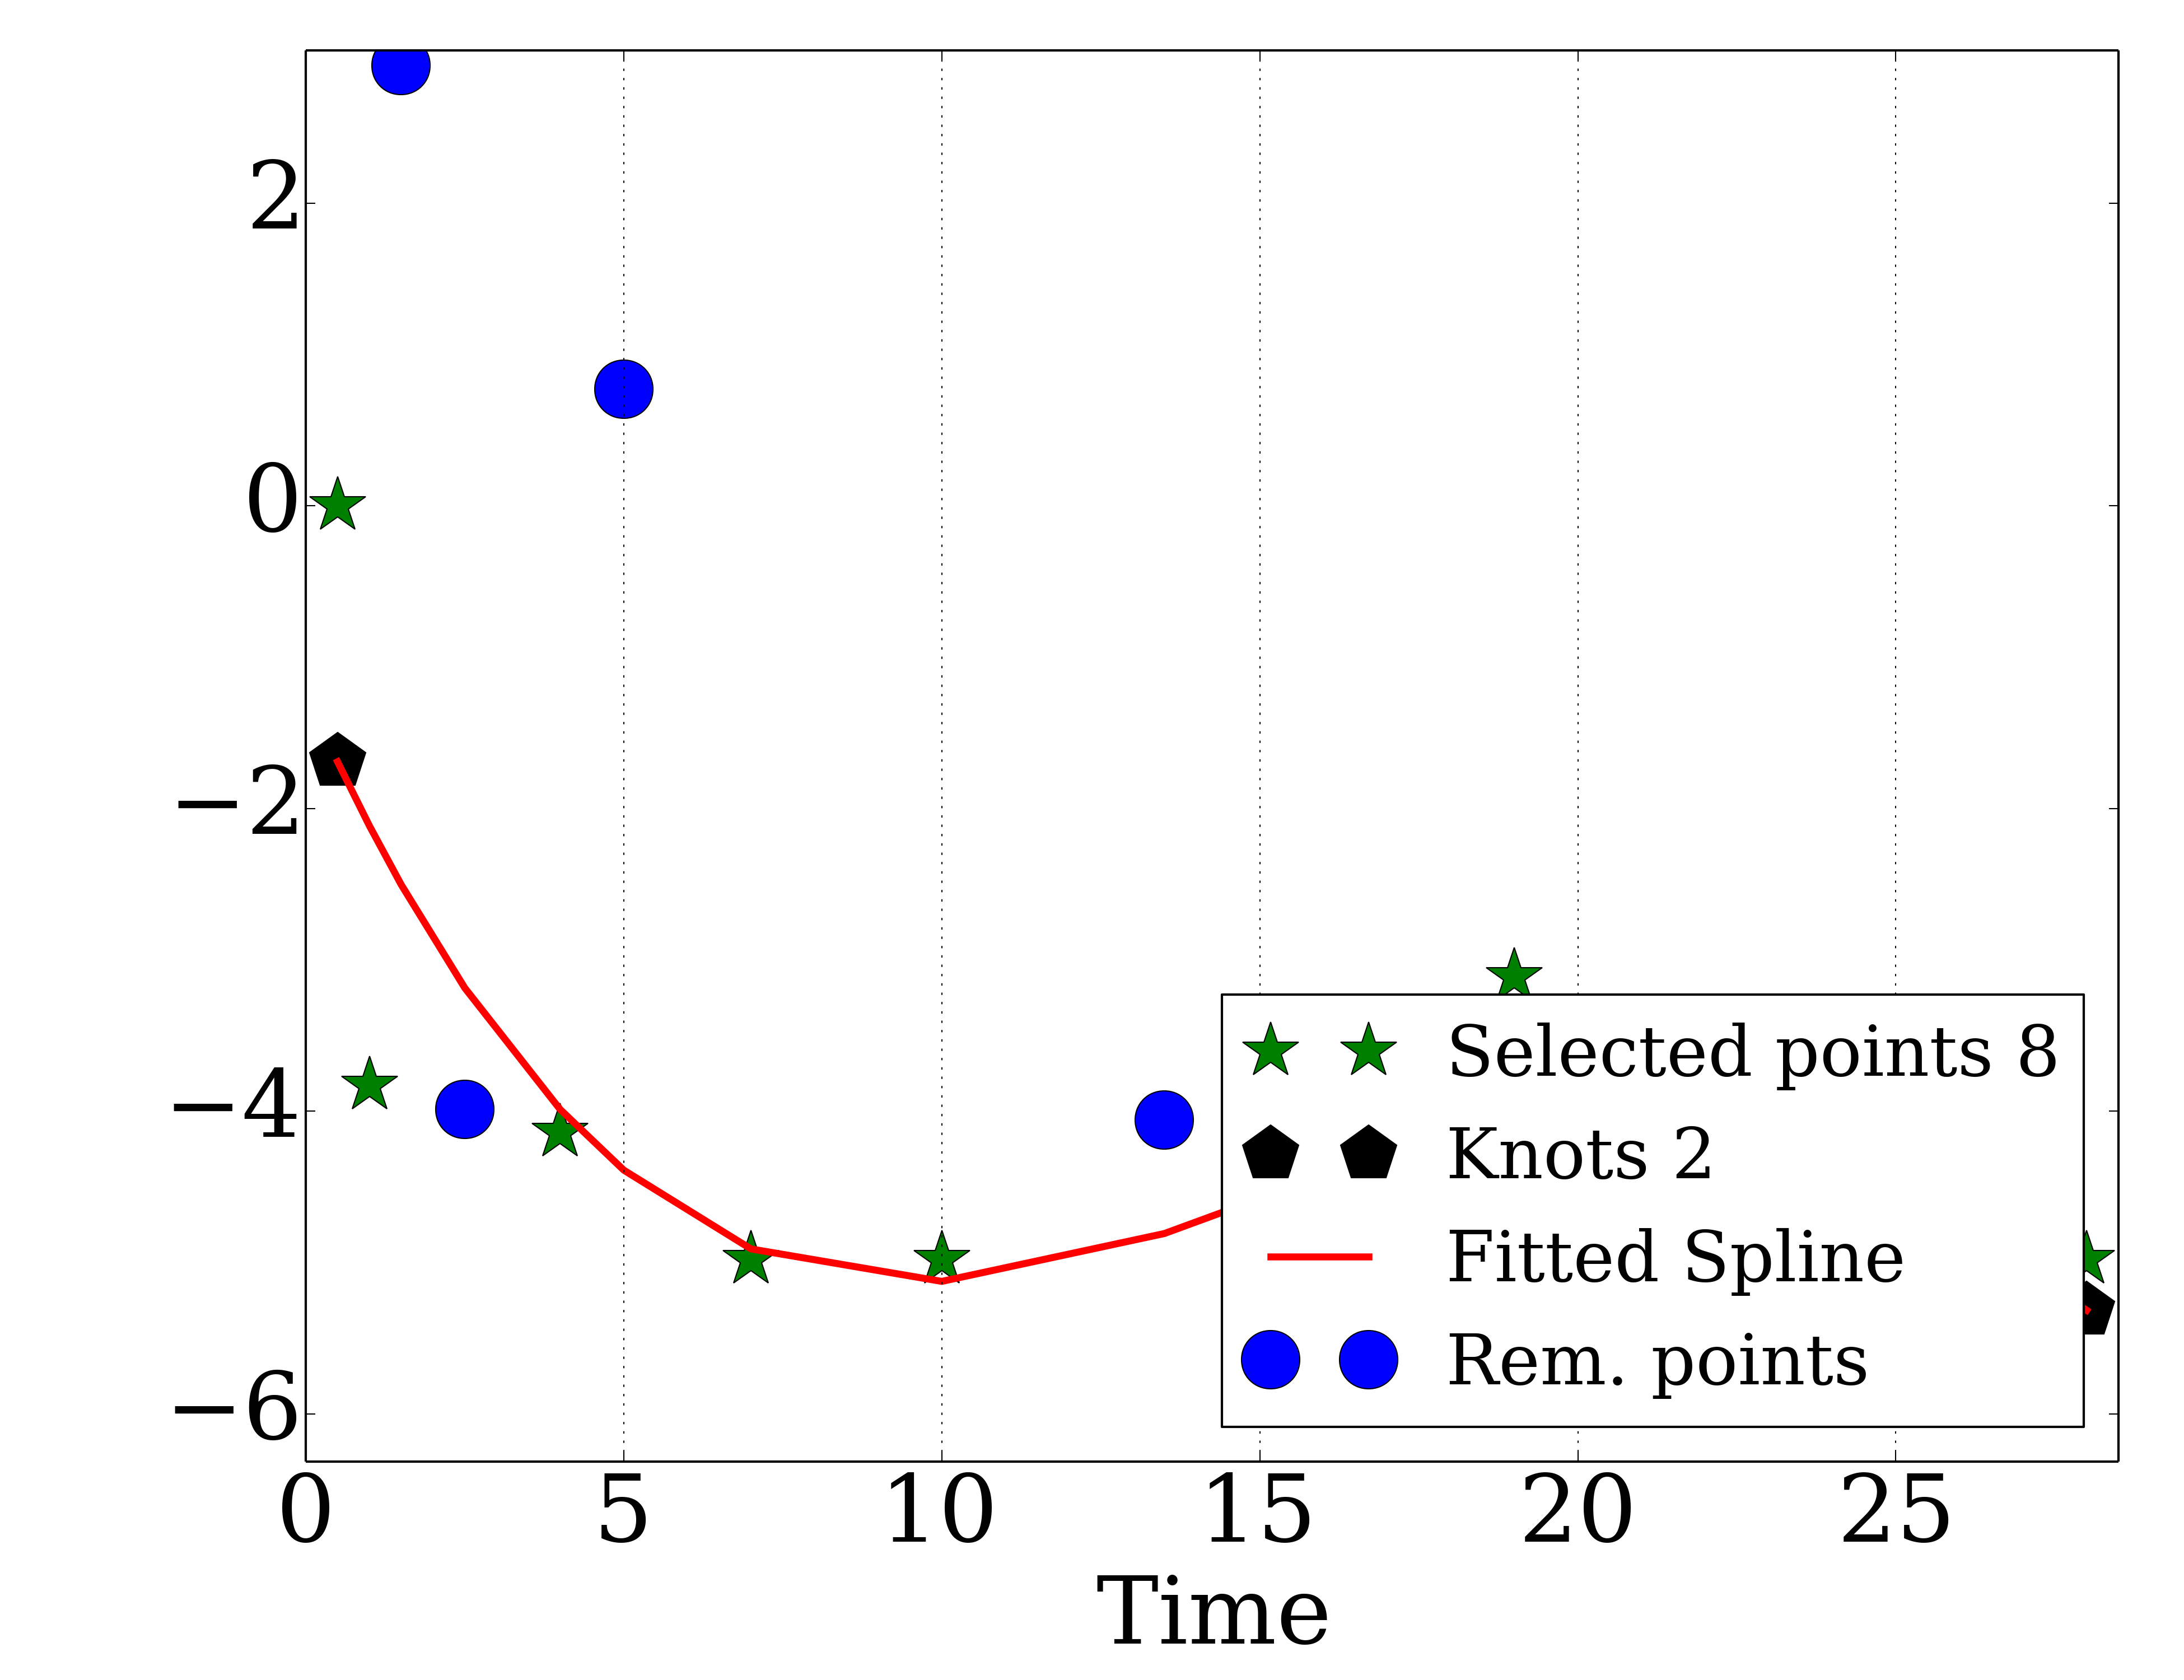 2
0
−2
−4
−6
0 5 10 15 20 25
Time
Selected points 8
Knots 2
Fitted Spline
Rem. points